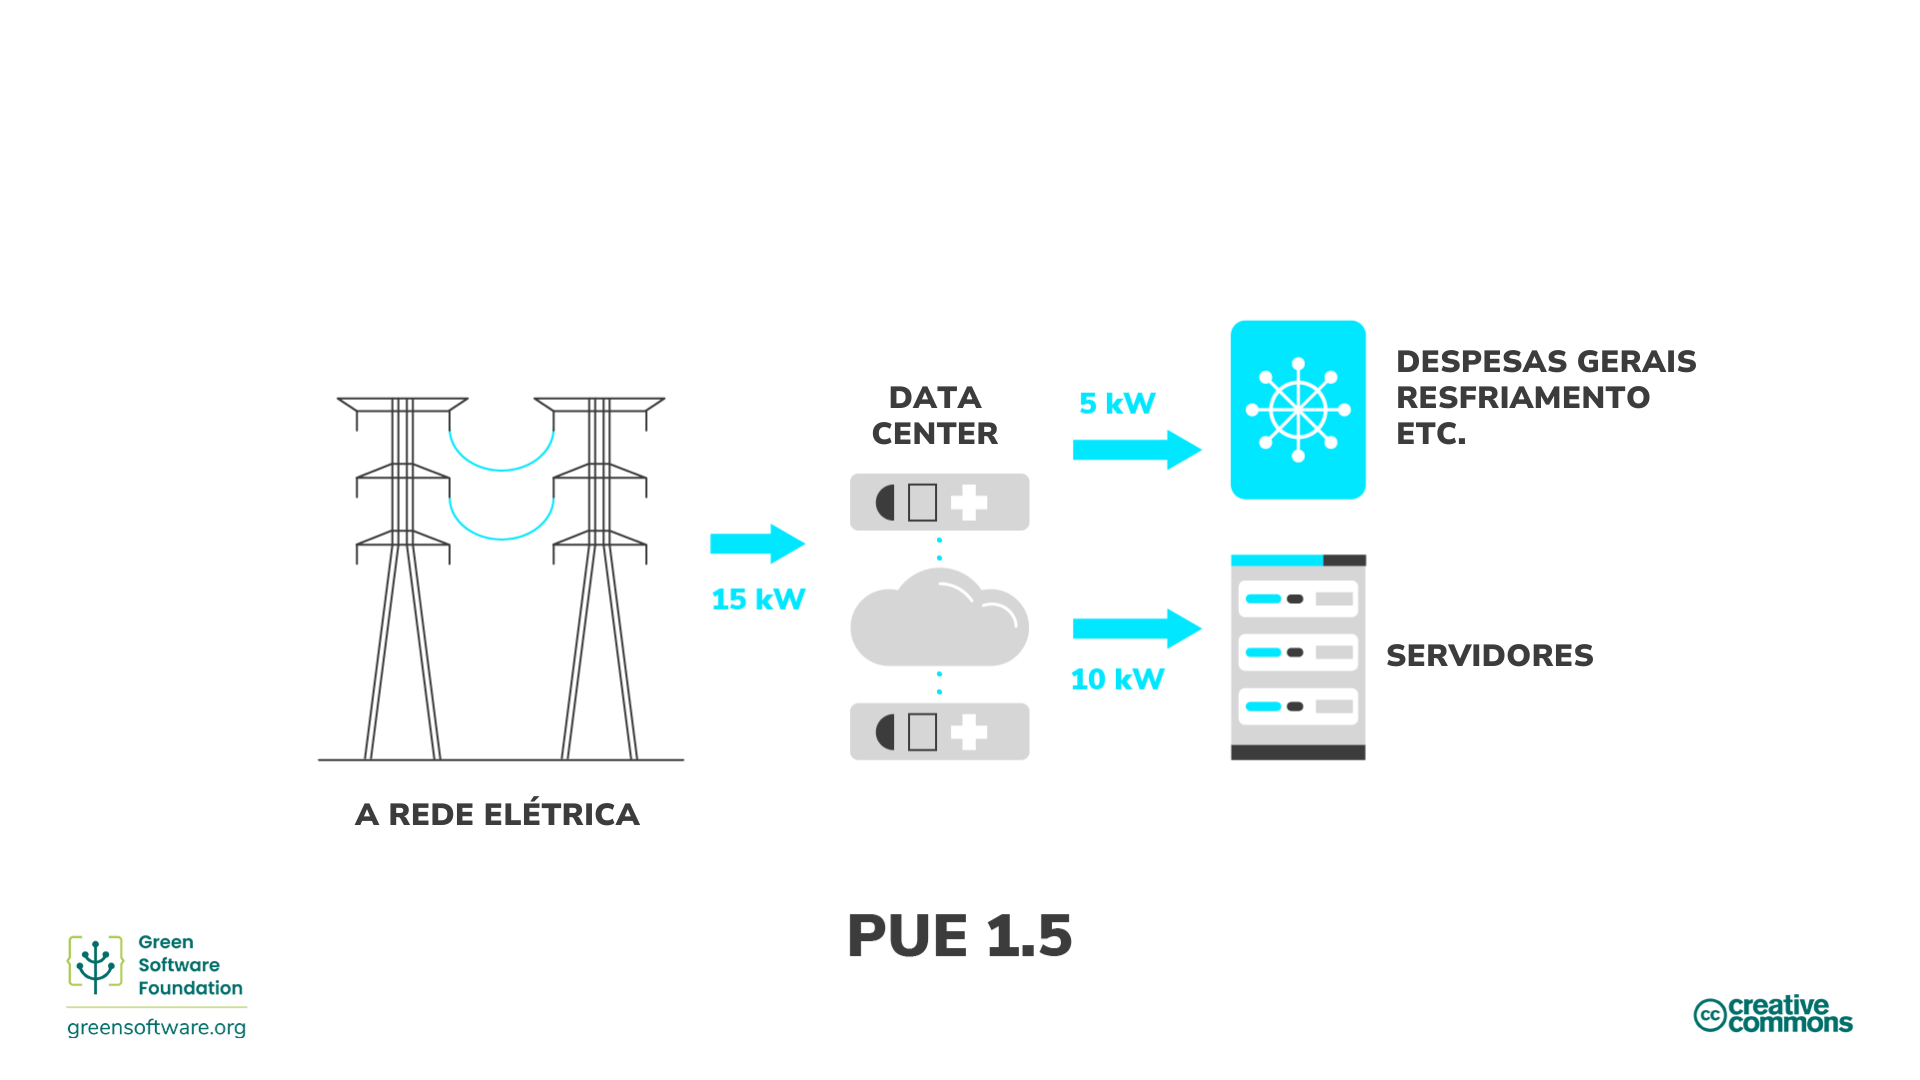 DATA
CENTER
5 kW
DESPESAS GERAIS
RESFRIAMENTO
ETC.
15 kW
10 kW
SERVIDORES
A REDE ELÉTRICA
PUE 1.5
Green
Software
Foundation
greensoftware.org
cc creative
commons